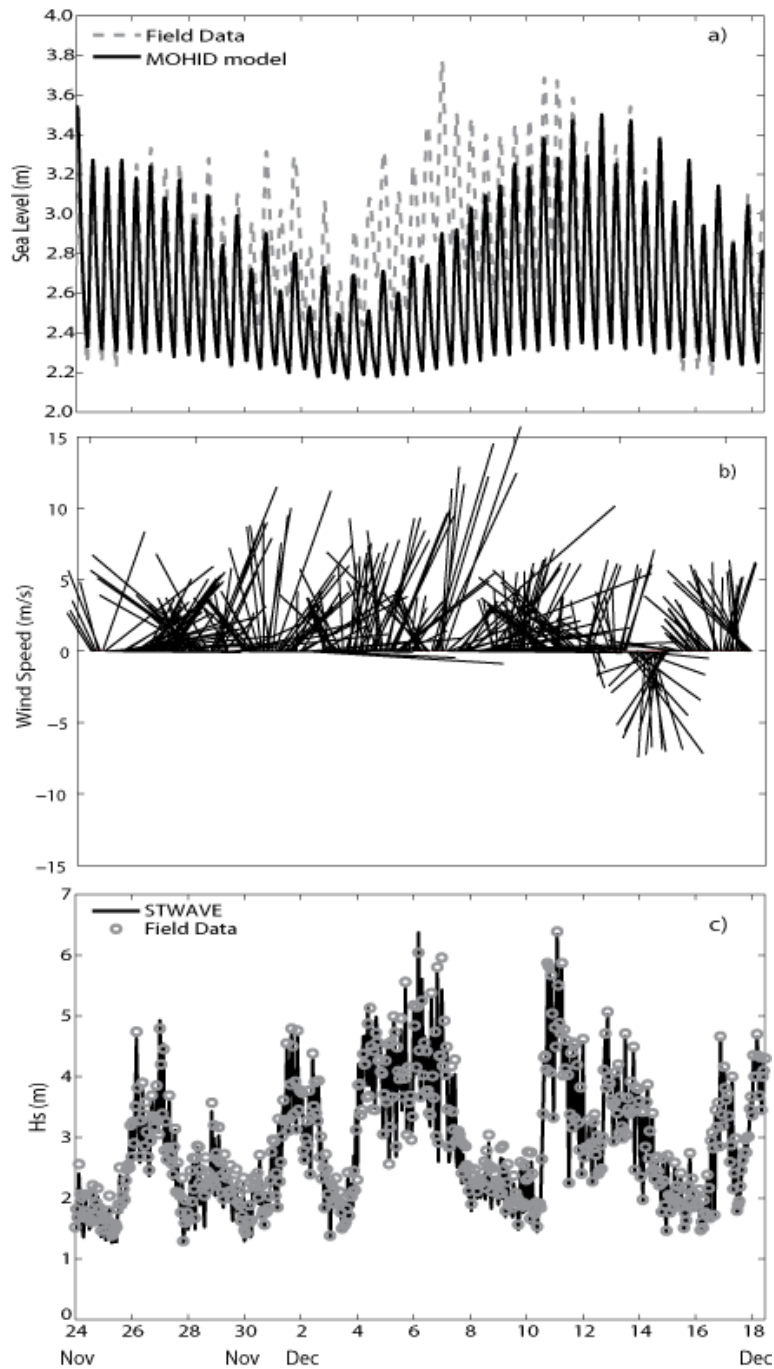 4.0
Field Data
a)
MOHID model
3.8
3.6
3.4
3.2
3.0
2.8
2.6
2.4
2.2
2.0
Sea Level (m)
15
b)
10
5
0
−5
−10
−15
Wind Speed (m/s)
7
STWAVE
c)
Field Data
6
5
4
3
2
1
0
Hs (m)
24 26 28 30 2 4 6 8 10 12 14 16 18
Nov Nov Dec Dec